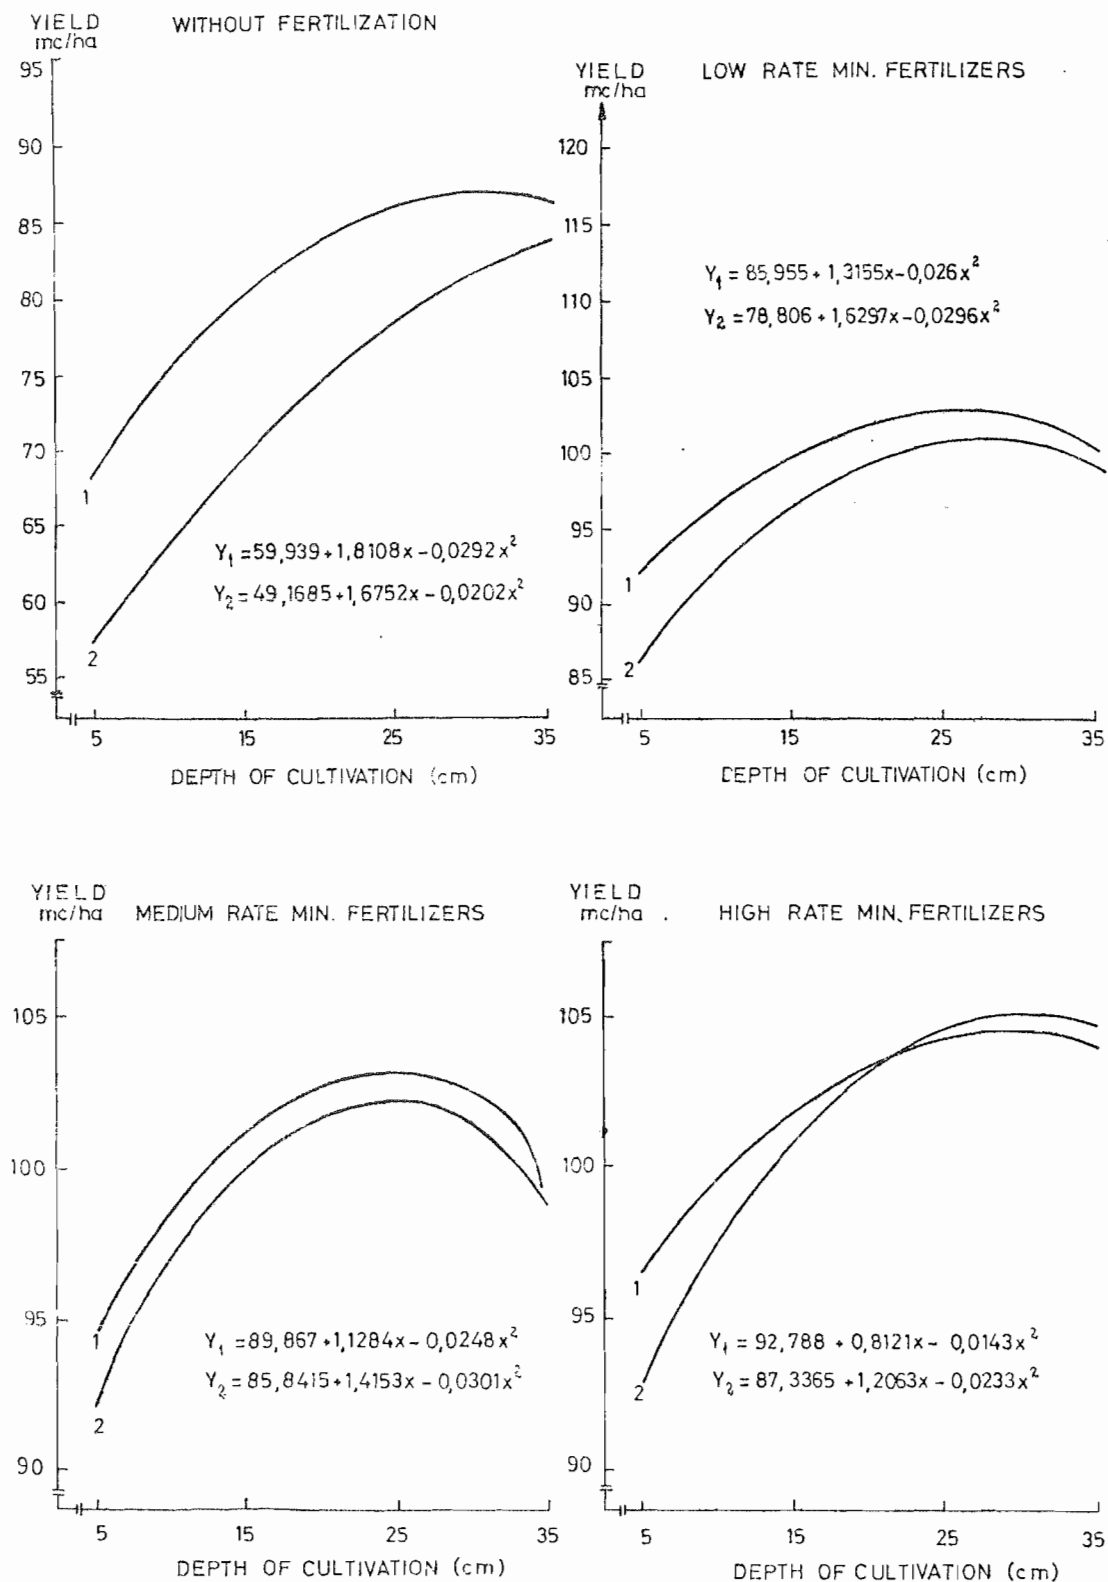 YIELD
mc/ha
WITHOUT FERTILIZATION
95
90
85
80
75
70
65
60
55
1
2
Y₁ = 59,939 + 1,8108x - 0,0292x²
Y₂ = 49,1685 + 1,6752x - 0,0202x²
5 15 25 35
DEPTH OF CULTIVATION (cm)
YIELD
mc/ha
LOW RATE MIN. FERTILIZERS
120
115
110
105
100
95
90
85
Y₁ = 85,955 + 1,3155x - 0,026x²
Y₂ = 78,806 + 1,6297x - 0,0296x²
1
2
5 15 25 35
DEPTH OF CULTIVATION (cm)
YIELD
mc/ha
MEDIUM RATE MIN. FERTILIZERS
105
100
95
90
1
2
Y₁ = 89,867 + 1,1284x - 0,0248x²
Y₂ = 85,8415 + 1,4153x - 0,0301x²
5 15 25 35
DEPTH OF CULTIVATION (cm)
YIELD
mc/ha
HIGH RATE MIN. FERTILIZERS
105
100
95
90
1
2
Y₁ = 92,788 + 0,8121x - 0,0143x²
Y₂ = 87,3365 + 1,2063x - 0,0233x²
5 15 25 35
DEPTH OF CULTIVATION (cm)